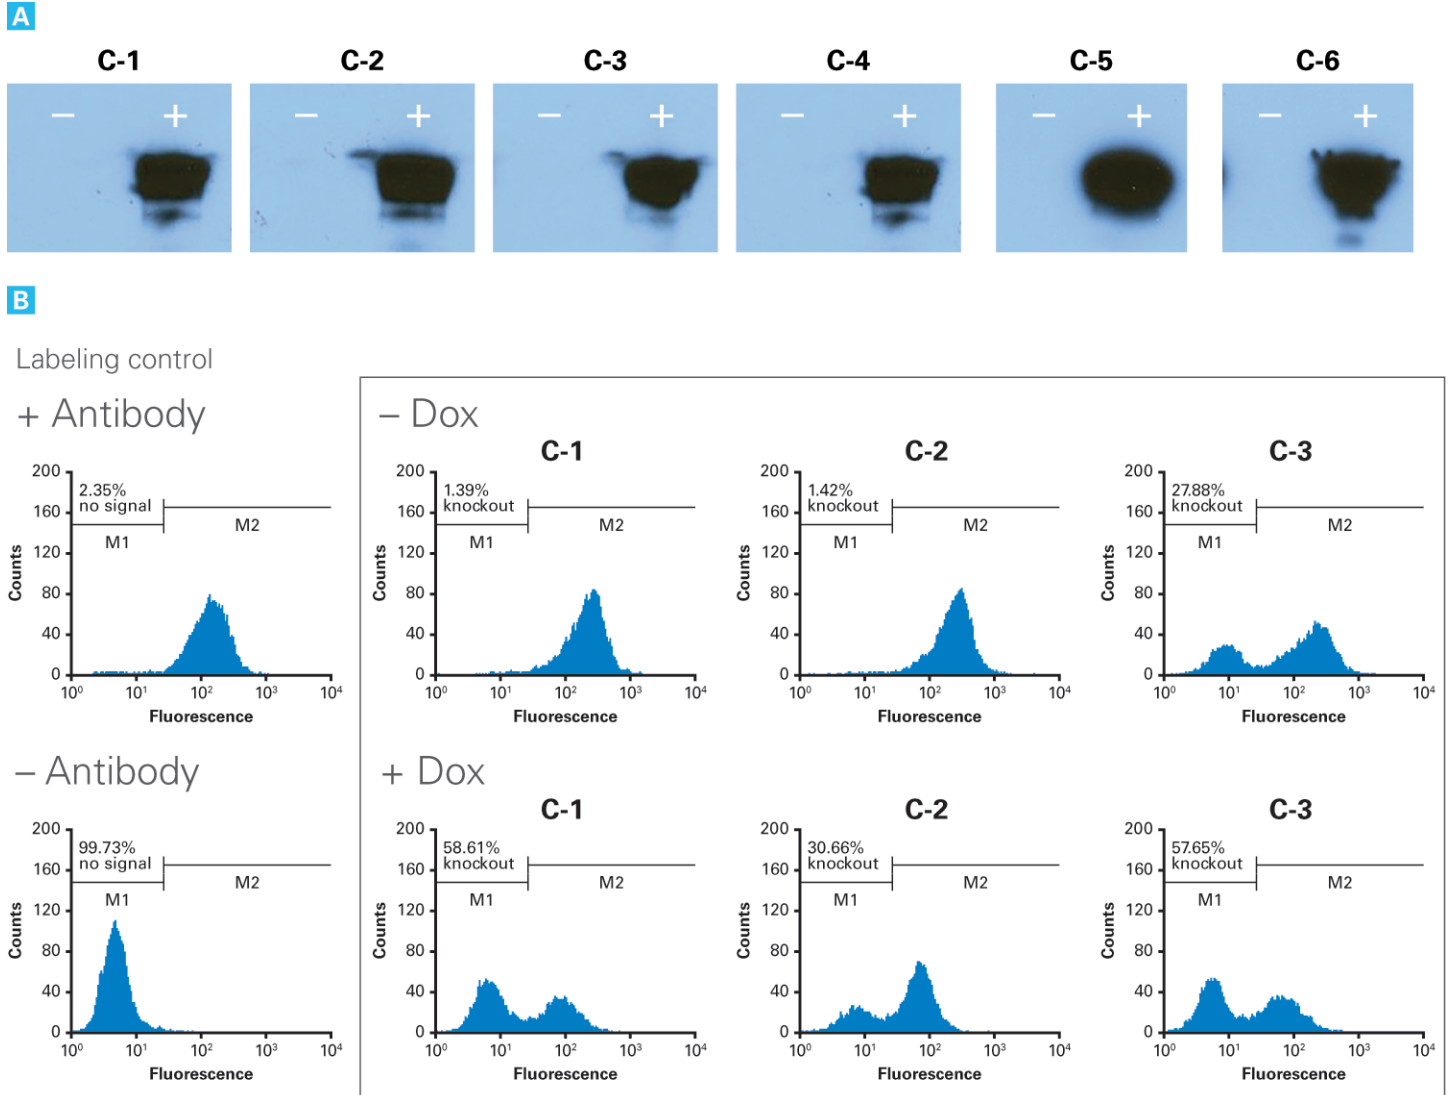 A
C-1 C-2 C-3 C-4 C-5 C-6
− + − + − + − + − + − +
B
Labeling control
+ Antibody
− Dox
C-1 C-2 C-3
200 200 200 200
2.35% 1.39% 1.42% 27.88%
no signal knockout knockout knockout
160 160 160 160
M2 M2 M2 M2
M1 M1 M1 M1
120 120 120 120
Counts Counts Counts Counts
80 80 80 80
40 40 40 40
0 0 0 0
10⁰ 10¹ 10² 10³ 10⁴ 10⁰ 10¹ 10² 10³ 10⁴ 10⁰ 10¹ 10² 10³ 10⁴ 10⁰ 10¹ 10² 10³ 10⁴
Fluorescence Fluorescence Fluorescence Fluorescence
− Antibody
+ Dox
C-1 C-2 C-3
200 200 200 200
99.73% 58.61% 30.66% 57.65%
no signal knockout knockout knockout
160 160 160 160
M2 M2 M2 M2
M1 M1 M1 M1
120 120 120 120
Counts Counts Counts Counts
80 80 80 80
40 40 40 40
0 0 0 0
10⁰ 10¹ 10² 10³ 10⁴ 10⁰ 10¹ 10² 10³ 10⁴ 10⁰ 10¹ 10² 10³ 10⁴ 10⁰ 10¹ 10² 10³ 10⁴
Fluorescence Fluorescence Fluorescence Fluorescence